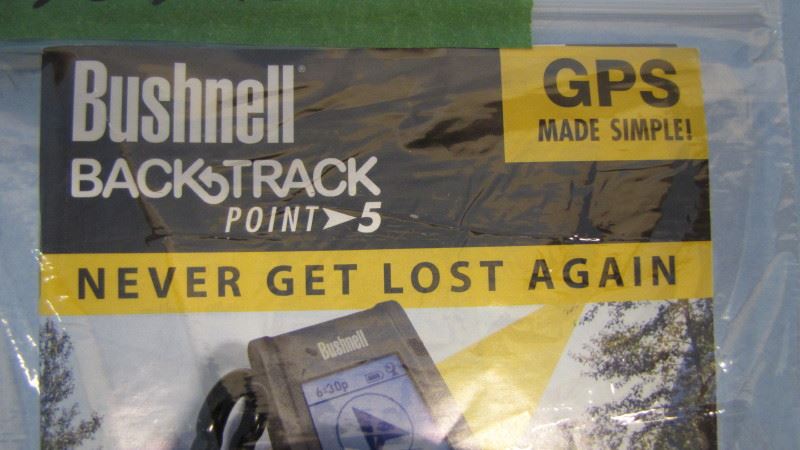 Bushnell
BACKTRACK
POINT 5
GPS
MADE SIMPLE!
NEVER GET LOST AGAIN
Bushnell
6:30p